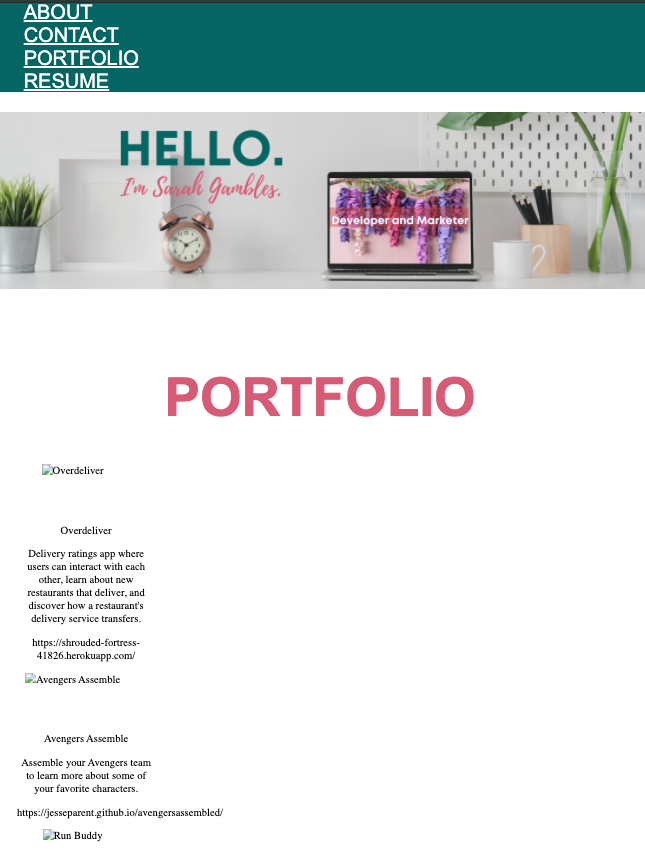 ABOUT
CONTACT
PORTFOLIO
RESUME
HELLO.
I'm Sarah Gambles.
Developer and Marketer
PORTFOLIO
Overdeliver
Overdeliver
Delivery ratings app where
users can interact with each
other, learn about new
restaurants that deliver, and
discover how a restaurant's
delivery service transfers.
https://shrouded-fortress-
41826.herokuapp.com/
Avengers Assemble
Avengers Assemble
Assemble your Avengers team
to learn more about some of
your favorite characters.
https://jesseparent.github.io/avengersassembled/
Run Buddy